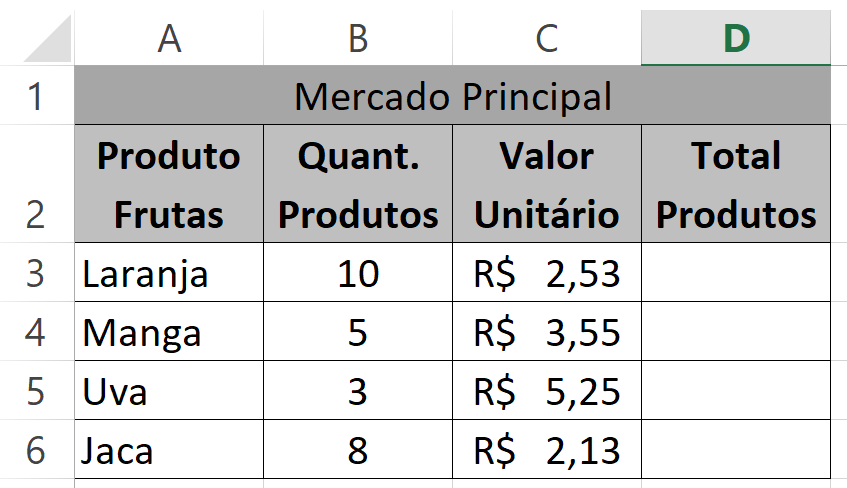 A B C D
1 Mercado Principal
Produto Quant. Valor Total
2 Frutas Produtos Unitário Produtos
3 Laranja 10 R$ 2,53
4 Manga 5 R$ 3,55
5 Uva 3 R$ 5,25
6 Jaca 8 R$ 2,13